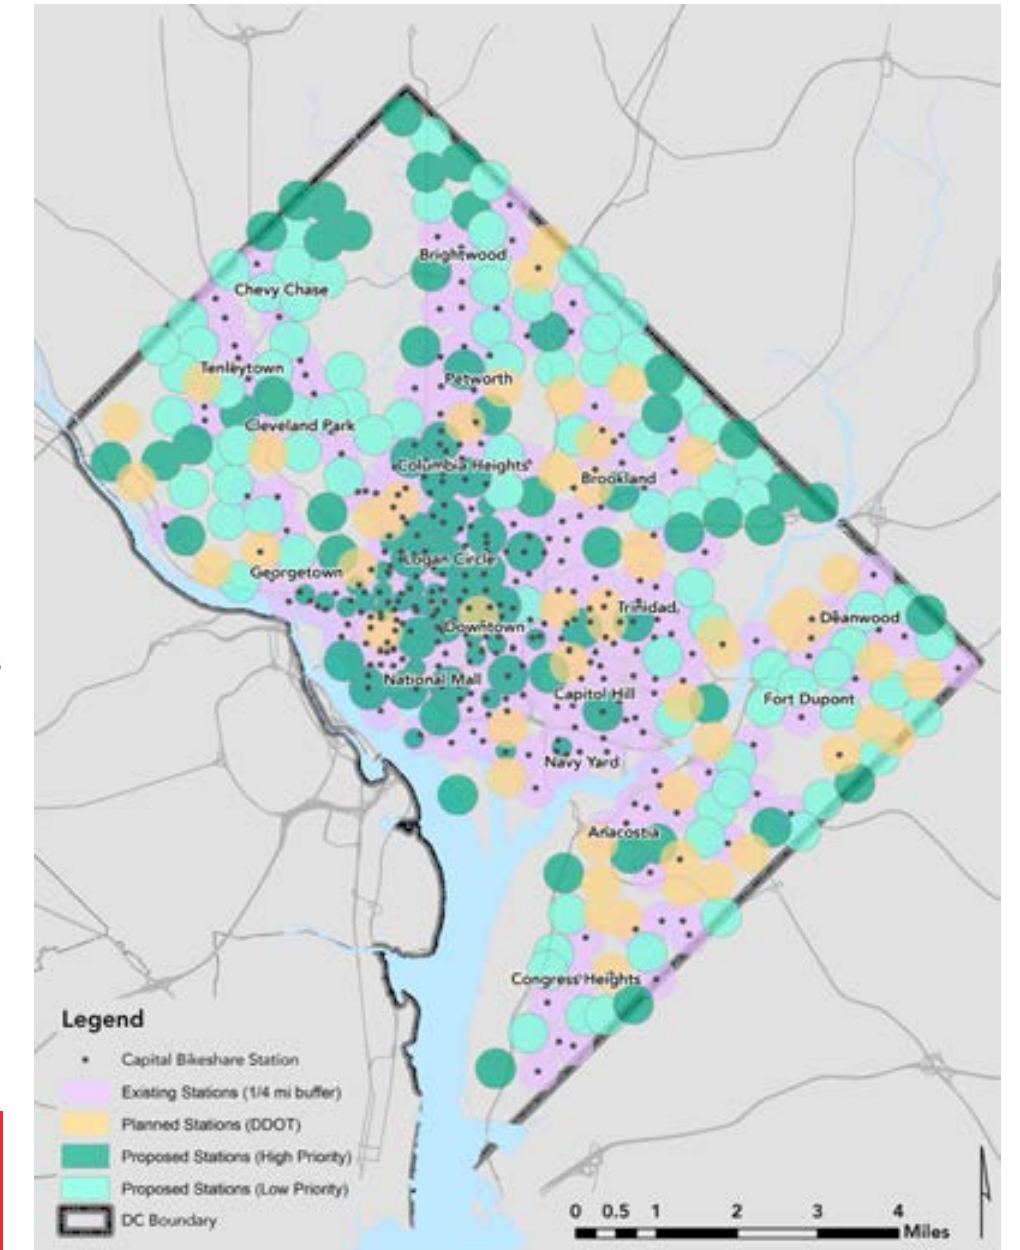 Brightwood
Chevy Chase
Tenleytown
Petworth
Cleveland Park
Columbia Heights
Brookland
Logan Circle
Georgetown
Trinidad
Deanwood
Downtown
National Mall
Capitol Hill
Fort Dupont
Navy Yard
Anacostia
Congress Heights
Legend
Capital Bikeshare Station
Existing Stations (1/4 mi buffer)
Planned Stations (DDOT)
Proposed Stations (High Priority)
Proposed Stations (Low Priority)
DC Boundary
0 0.5 1 2 3 4
Miles